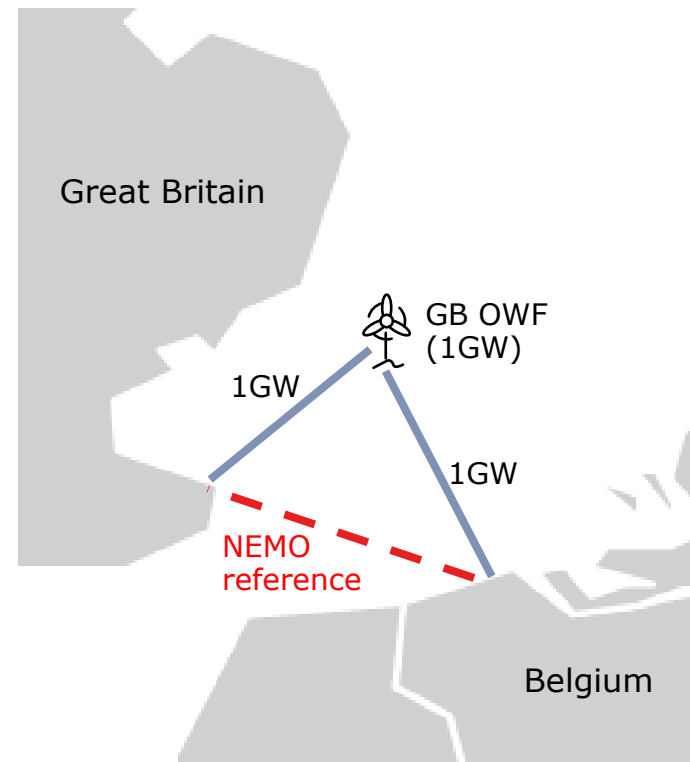 Great Britain
GB OWF
(1GW)
1GW
1GW
NEMO
reference
Belgium